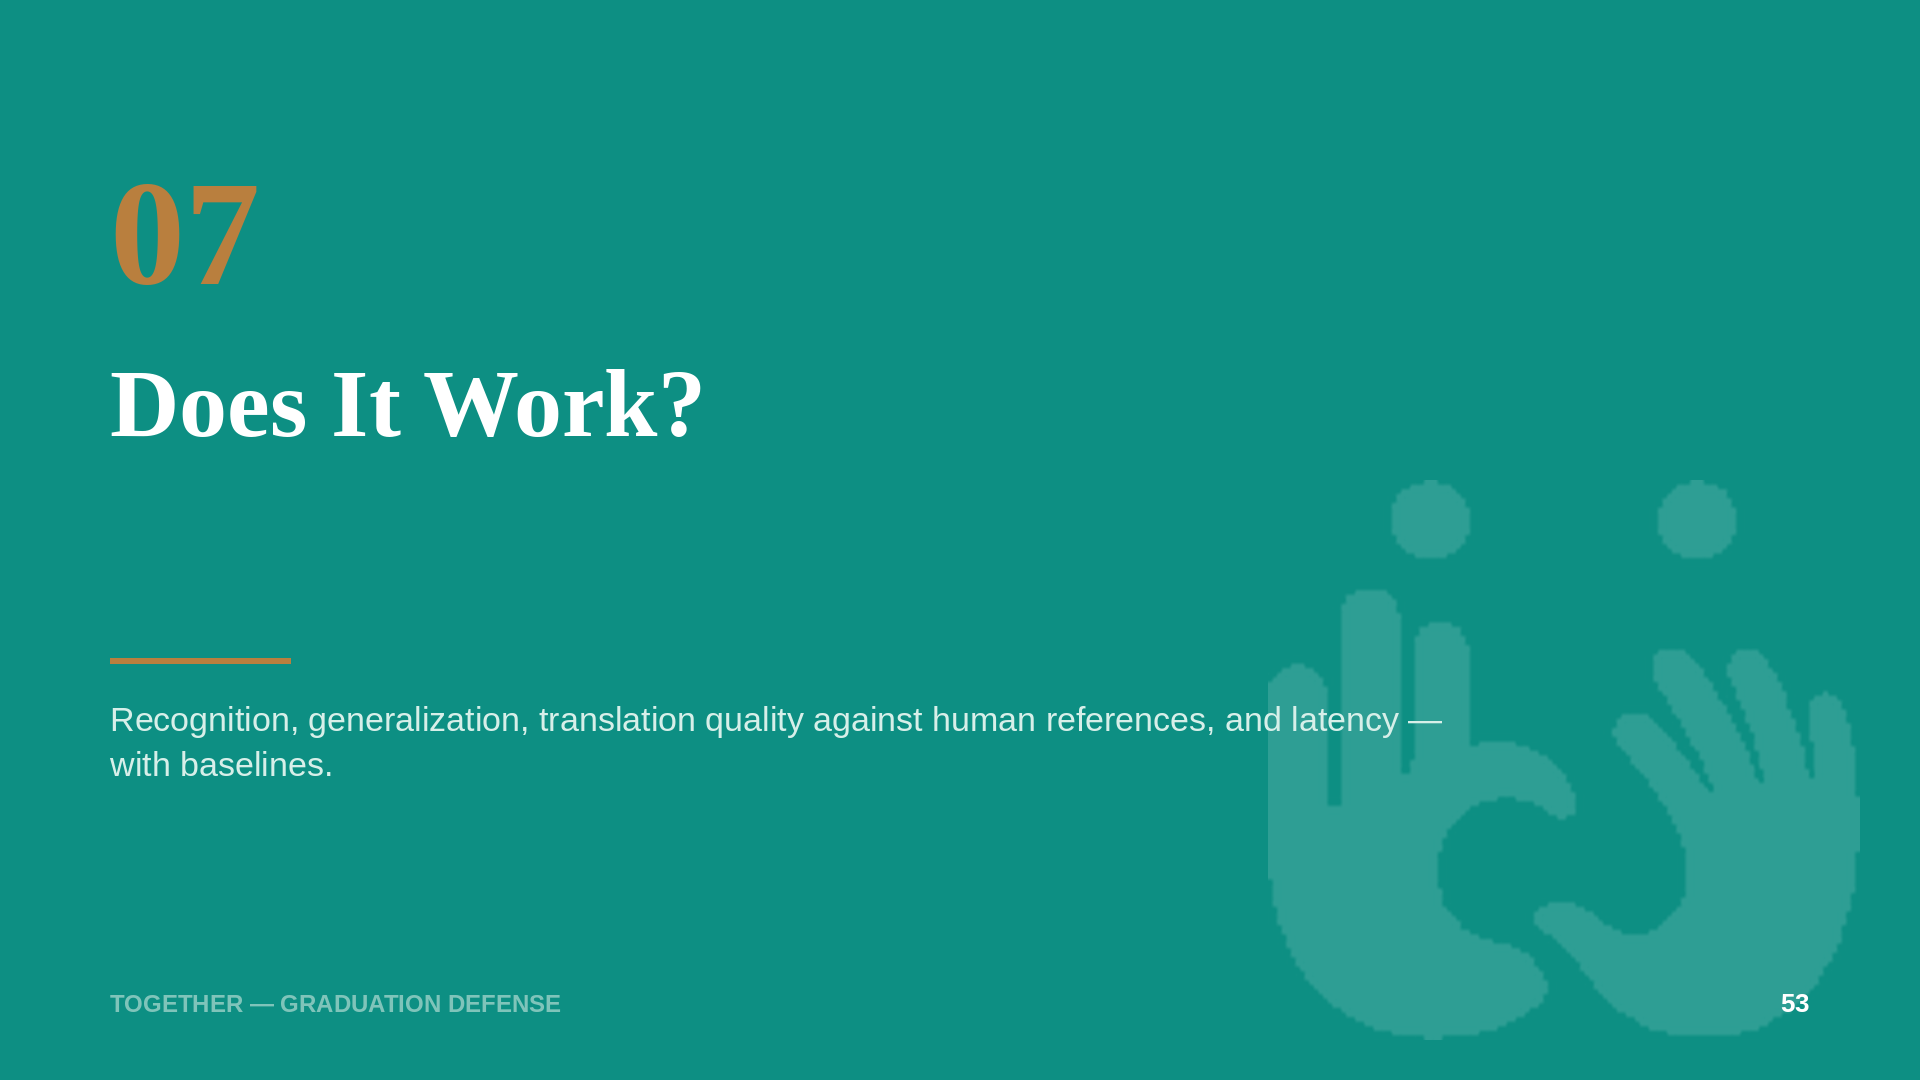 07
Does It Work?
Recognition, generalization, translation quality against human references, and latency —
with baselines.
TOGETHER — GRADUATION DEFENSE
53